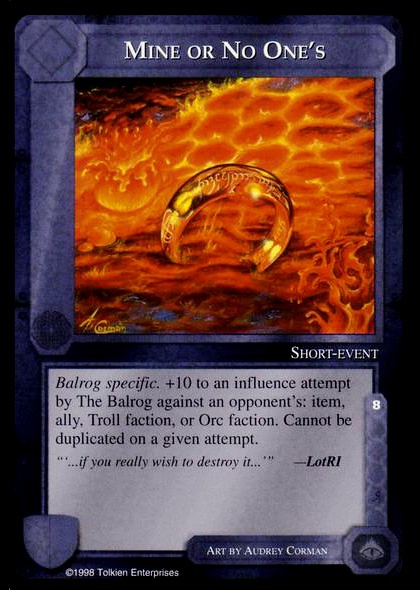 MINE OR NO ONE'S
A Corman
SHORT-EVENT
Balrog specific. +10 to an influence attempt
by The Balrog against an opponent's: item,
ally, Troll faction, or Orc faction. Cannot be
duplicated on a given attempt.
8
"'...if you really wish to destroy it...'" —LotRI
ART BY AUDREY CORMAN
©1998 Tolkien Enterprises